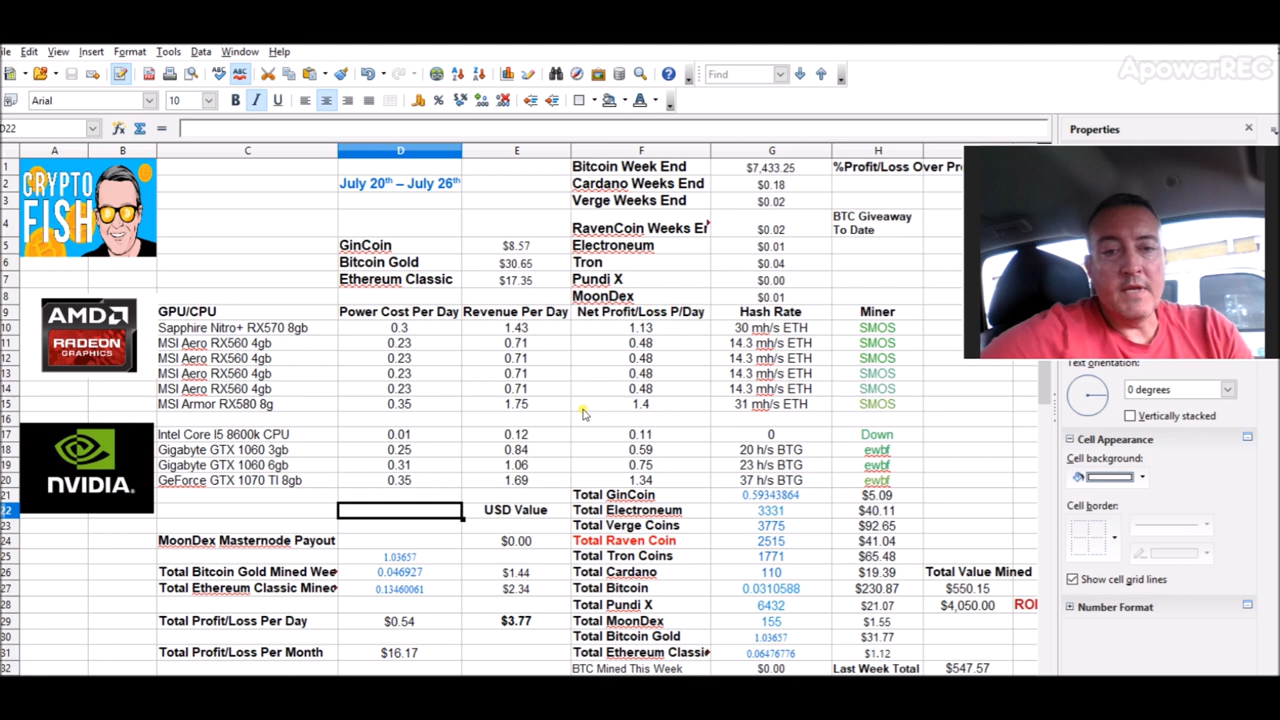 ApowerREC
ile Edit View Insert Format Tools Data Window Help
Find
Arial 10
D22
Properties
A B C D E F G H
1 Bitcoin Week End $7,433.25 %Profit/Loss Over Pr
2 July 20th – July 26th Cardano Weeks End $0.18
3 Verge Weeks End $0.02
4 RavenCoin Weeks Er $0.02 BTC Giveaway To Date
5 GinCoin $8.57 Electroneum $0.01
6 Bitcoin Gold $30.65 Tron $0.04
7 Ethereum Classic $17.35 Pundi X $0.00
8 MoonDex $0.01
CRYPTO
FISH
9 GPU/CPU Power Cost Per Day Revenue Per Day Net Profit/Loss P/Day Hash Rate Miner
10 Sapphire Nitro+ RX570 8gb 0.3 1.43 1.13 30 mh/s ETH SMOS
11 MSI Aero RX560 4gb 0.23 0.71 0.48 14.3 mh/s ETH SMOS
12 MSI Aero RX560 4gb 0.23 0.71 0.48 14.3 mh/s ETH SMOS
13 MSI Aero RX560 4gb 0.23 0.71 0.48 14.3 mh/s ETH SMOS
14 MSI Aero RX560 4gb 0.23 0.71 0.48 14.3 mh/s ETH SMOS
15 MSI Armor RX580 8g 0.35 1.75 1.4 31 mh/s ETH SMOS
AMD
RADEON
GRAPHICS
16
17 Intel Core I5 8600k CPU 0.01 0.12 0.11 0 Down
18 Gigabyte GTX 1060 3gb 0.25 0.84 0.59 20 h/s BTG ewbf
19 Gigabyte GTX 1060 6gb 0.31 1.06 0.75 23 h/s BTG ewbf
20 GeForce GTX 1070 TI 8gb 0.35 1.69 1.34 37 h/s BTG ewbf
NVIDIA.
21 Total GinCoin 0.59343864 $5.09
22 USD Value Total Electroneum 3331 $40.11
23 Total Verge Coins 3775 $92.65
24 MoonDex Masternode Payout $0.00 Total Raven Coin 2515 $41.04
25 1.03657 Total Tron Coins 1771 $65.48
26 Total Bitcoin Gold Mined Wee 0.046927 $1.44 Total Cardano 110 $19.39 Total Value Mined
27 Total Ethereum Classic Mined 0.13460061 $2.34 Total Bitcoin 0.0310588 $230.87 $550.15
28 Total Pundi X 6432 $21.07 $4,050.00 ROI
29 Total Profit/Loss Per Day $0.54 $3.77 Total MoonDex 155 $1.55
30 Total Bitcoin Gold 1.03657 $31.77
31 Total Profit/Loss Per Month $16.17 Total Ethereum Classic 0.06476776 $1.12
32 BTC Mined This Week $0.00 Last Week Total $547.57
Text orientation:
0 degrees
Vertically stacked
Cell Appearance
Cell background:
Cell border:
Show cell grid lines
Number Format